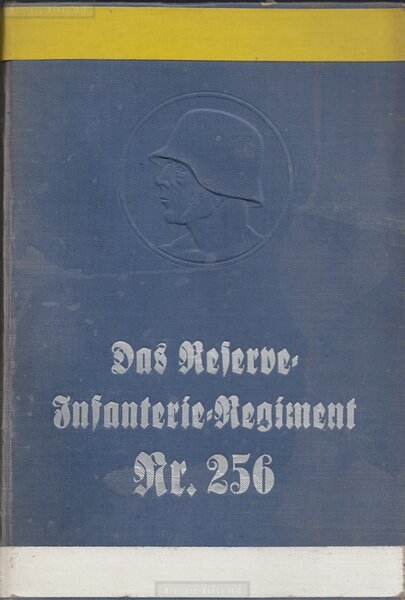 Das Reserve-
Infanterie-Regiment
Nr. 256